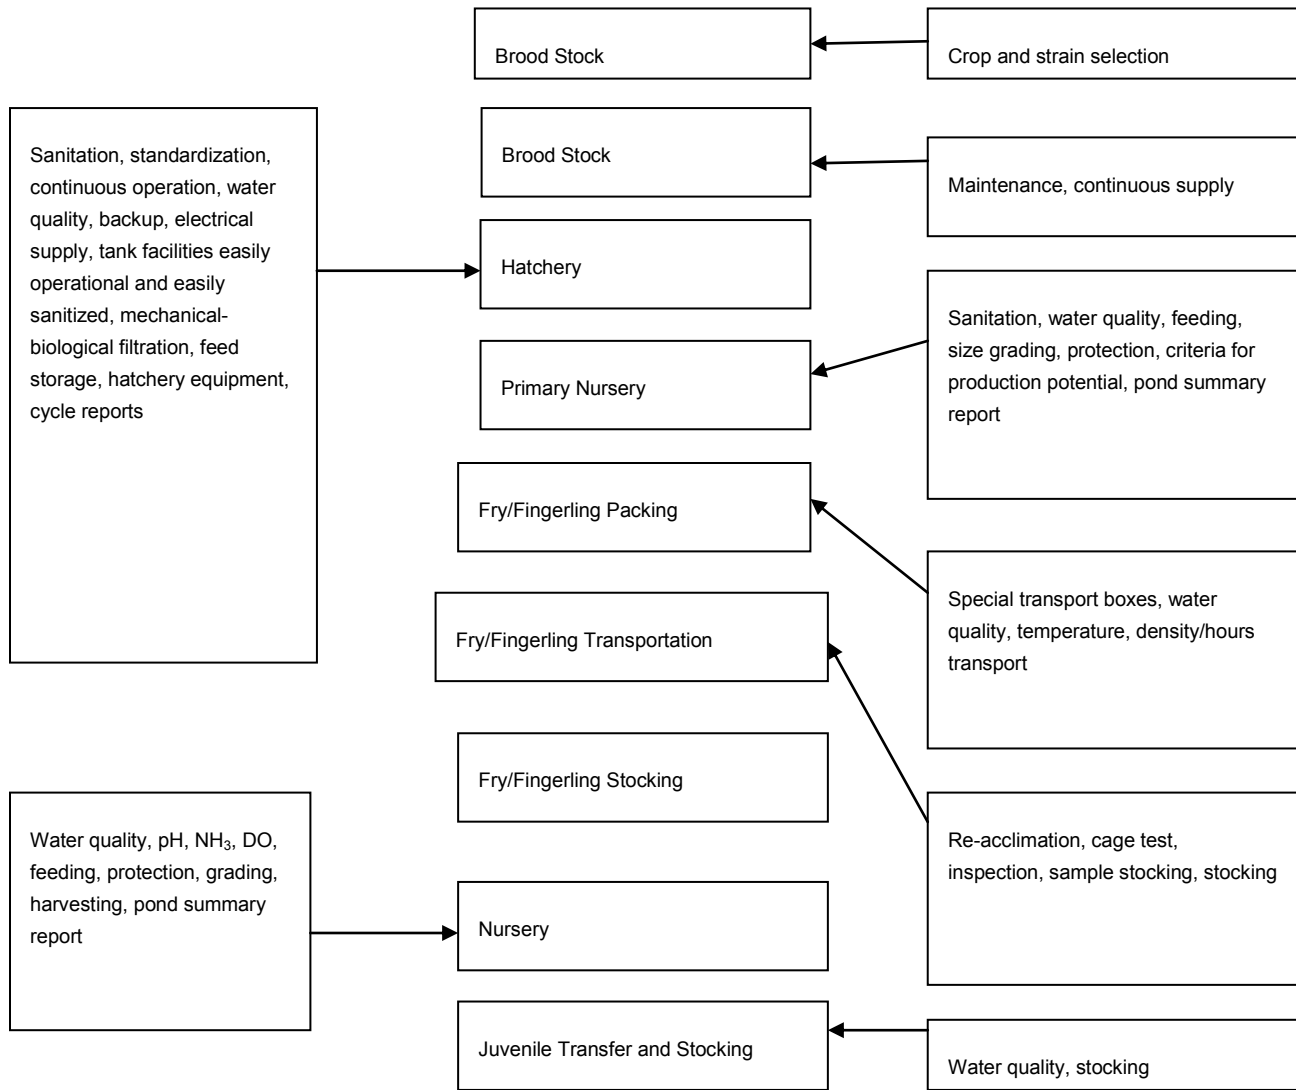 Brood Stock
Crop and strain selection
Sanitation, standardization,
continuous operation, water
quality, backup, electrical
supply, tank facilities easily
operational and easily
sanitized, mechanical-
biological filtration, feed
storage, hatchery equipment,
cycle reports
Brood Stock
Maintenance, continuous supply
Hatchery
Sanitation, water quality, feeding,
size grading, protection, criteria for
production potential, pond summary
report
Primary Nursery
Fry/Fingerling Packing
Special transport boxes, water
quality, temperature, density/hours
transport
Fry/Fingerling Transportation
Fry/Fingerling Stocking
Water quality, pH, NH₃, DO,
feeding, protection, grading,
harvesting, pond summary
report
Re-acclimation, cage test,
inspection, sample stocking, stocking
Nursery
Juvenile Transfer and Stocking
Water quality, stocking